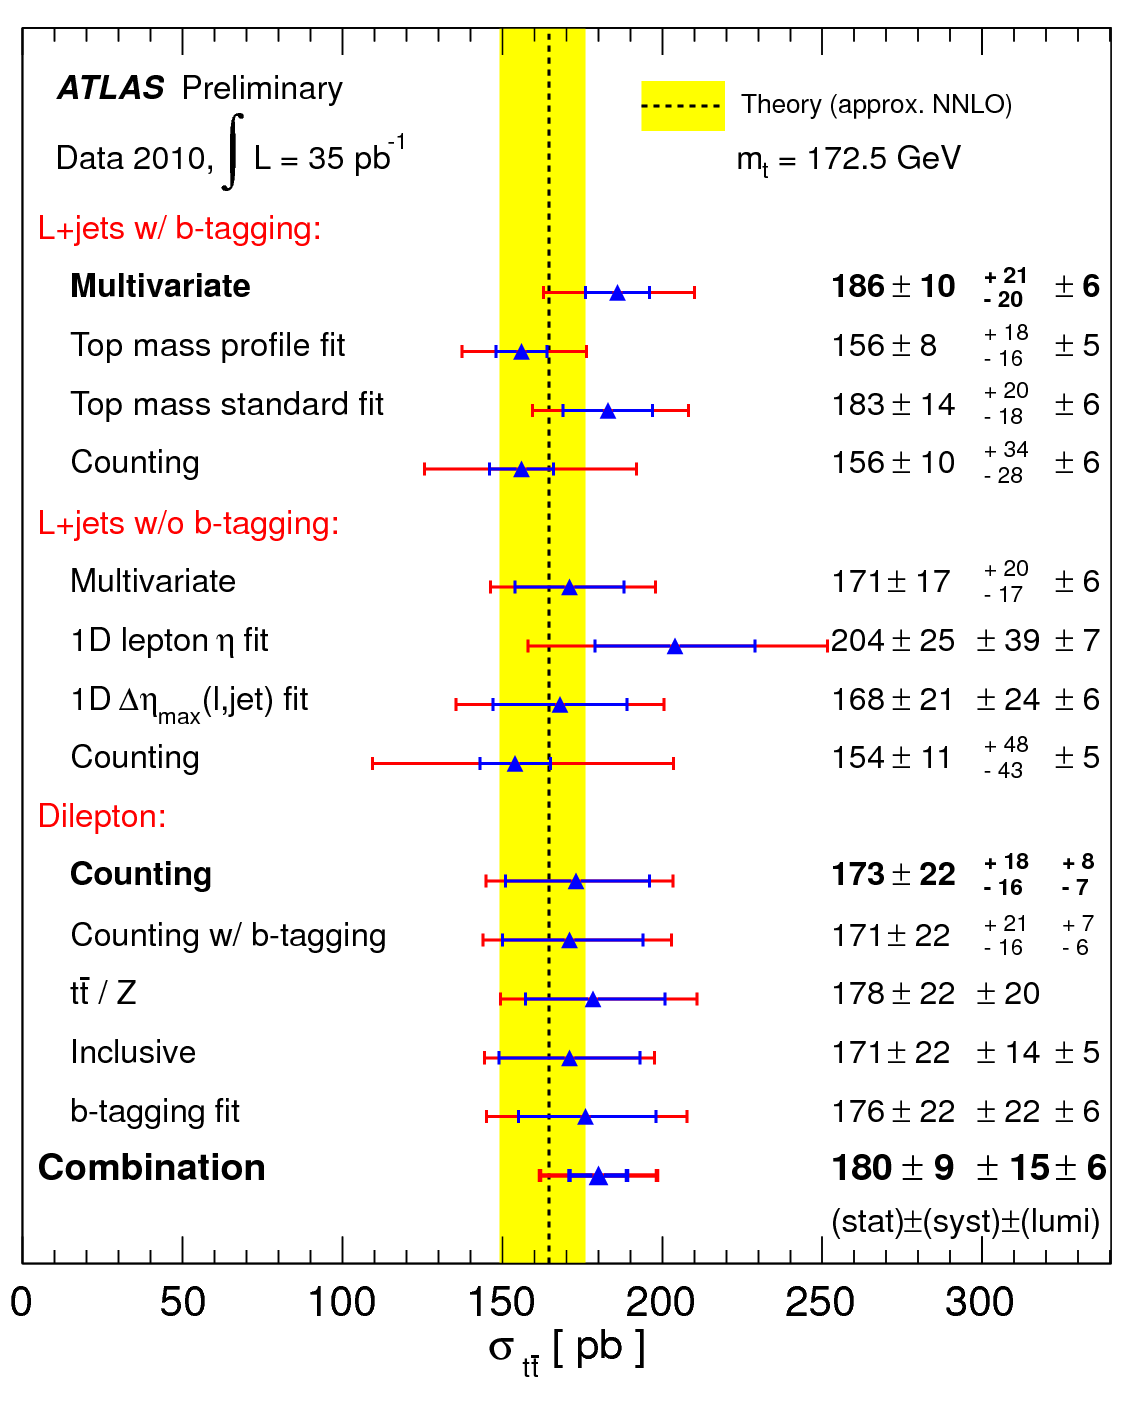 ATLAS Preliminary
Theory (approx. NNLO)
Data 2010, ∫ L = 35 pb-1
mt = 172.5 GeV
L+jets w/ b-tagging:
Multivariate 186 ± 10 + 21 - 20 ± 6
Top mass profile fit 156 ± 8 + 18 - 16 ± 5
Top mass standard fit 183 ± 14 + 20 - 18 ± 6
Counting 156 ± 10 + 34 - 28 ± 6
L+jets w/o b-tagging:
Multivariate 171 ± 17 + 20 - 17 ± 6
1D lepton η fit 204 ± 25 ± 39 ± 7
1D Δηmax(l,jet) fit 168 ± 21 ± 24 ± 6
Counting 154 ± 11 + 48 - 43 ± 5
Dilepton:
Counting 173 ± 22 + 18 - 16 + 8 - 7
Counting w/ b-tagging 171 ± 22 + 21 - 16 + 7 - 6
tt̄ / Z 178 ± 22 ± 20
Inclusive 171 ± 22 ± 14 ± 5
b-tagging fit 176 ± 22 ± 22 ± 6
Combination 180 ± 9 ± 15 ± 6
(stat)±(syst)±(lumi)
0 50 100 150 200 250 300
σ tt̄ [ pb ]